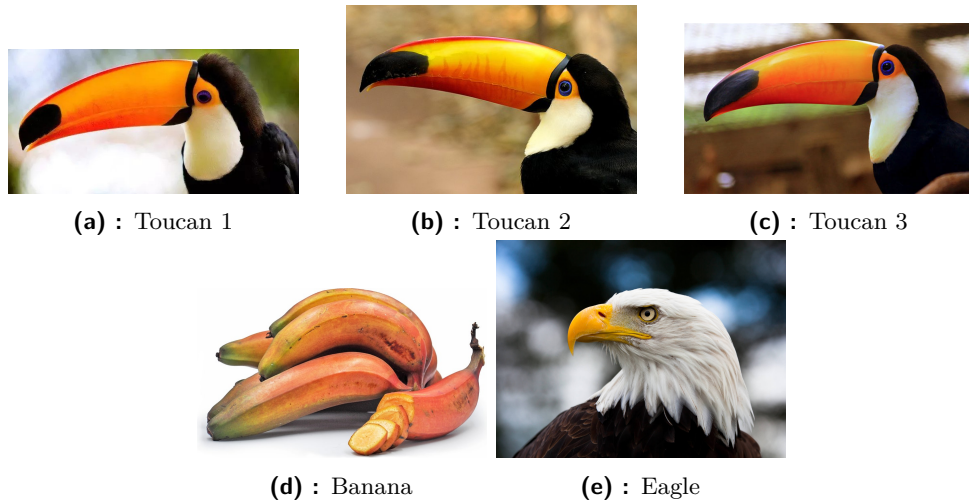 (a) : Toucan 1
(b) : Toucan 2
(c) : Toucan 3
(d) : Banana
(e) : Eagle